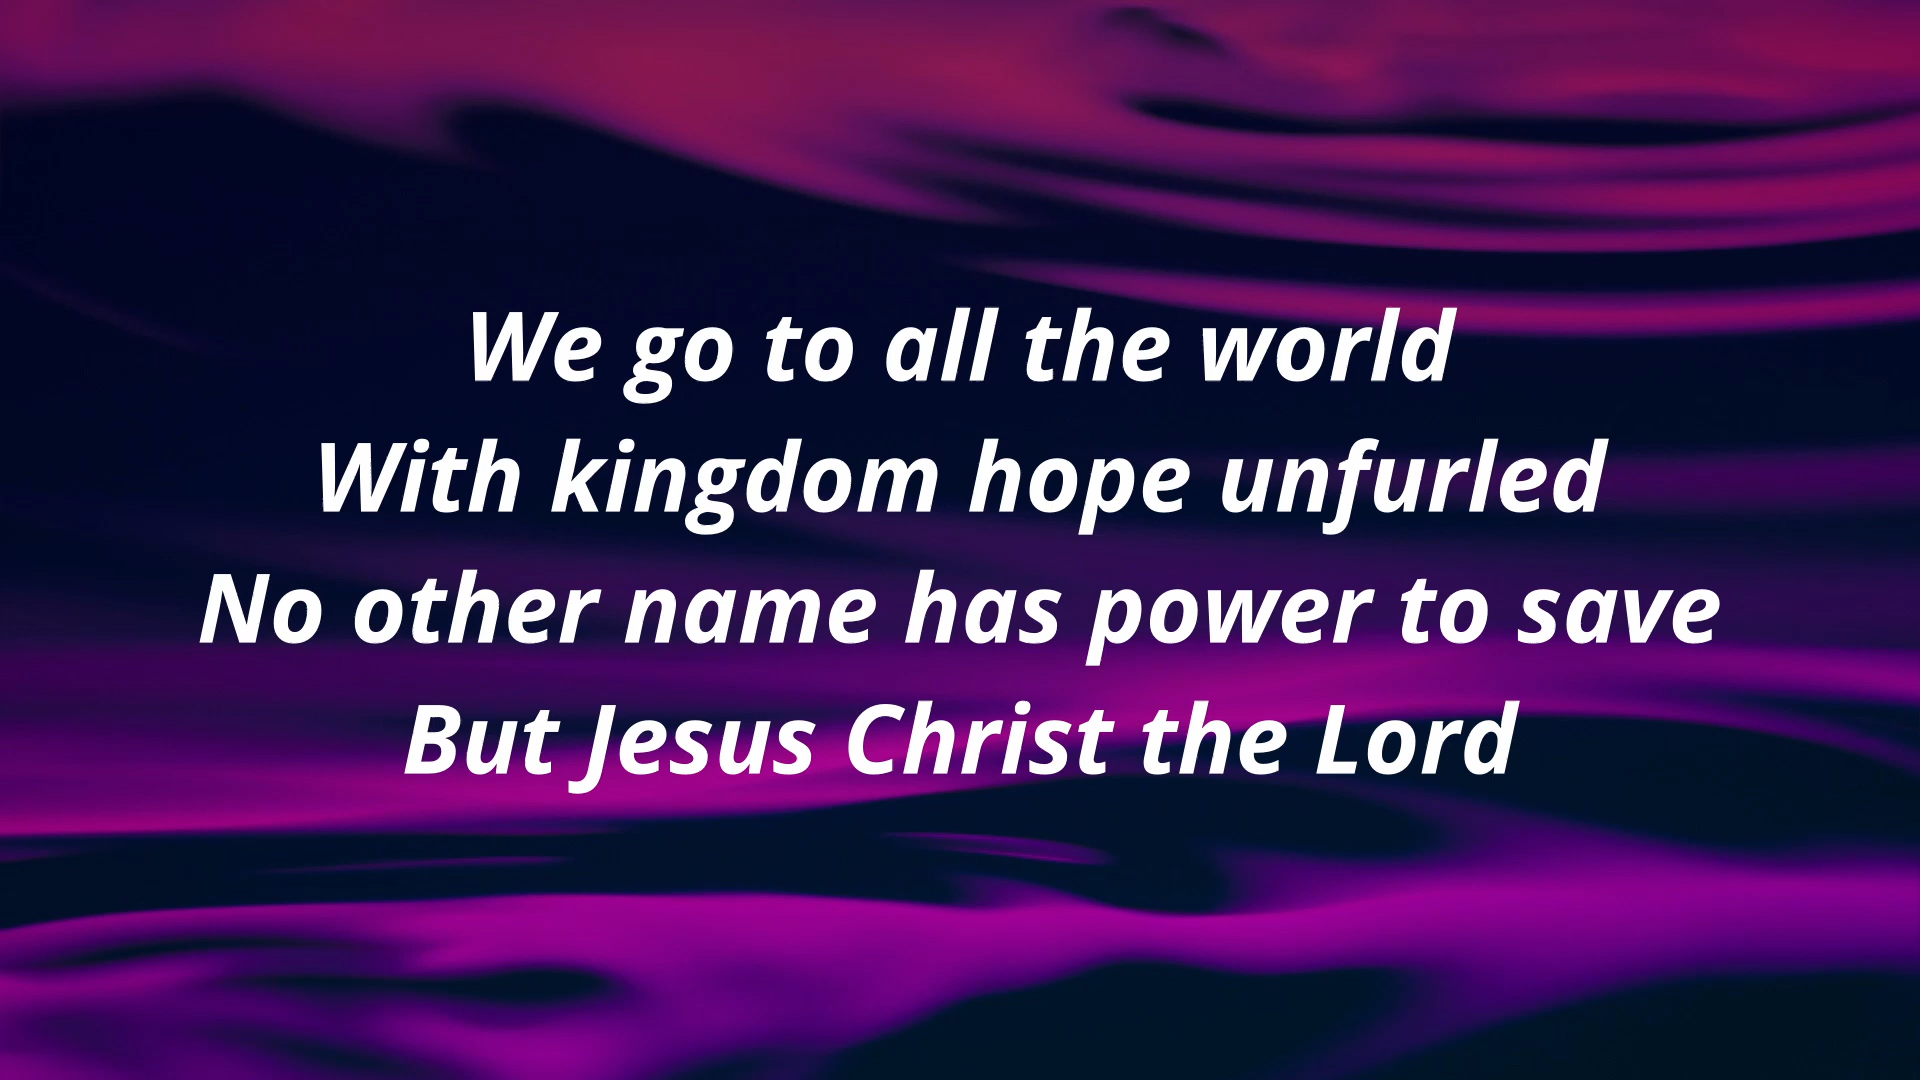 We go to all the world
With kingdom hope unfurled
No other name has power to save
But Jesus Christ the Lord